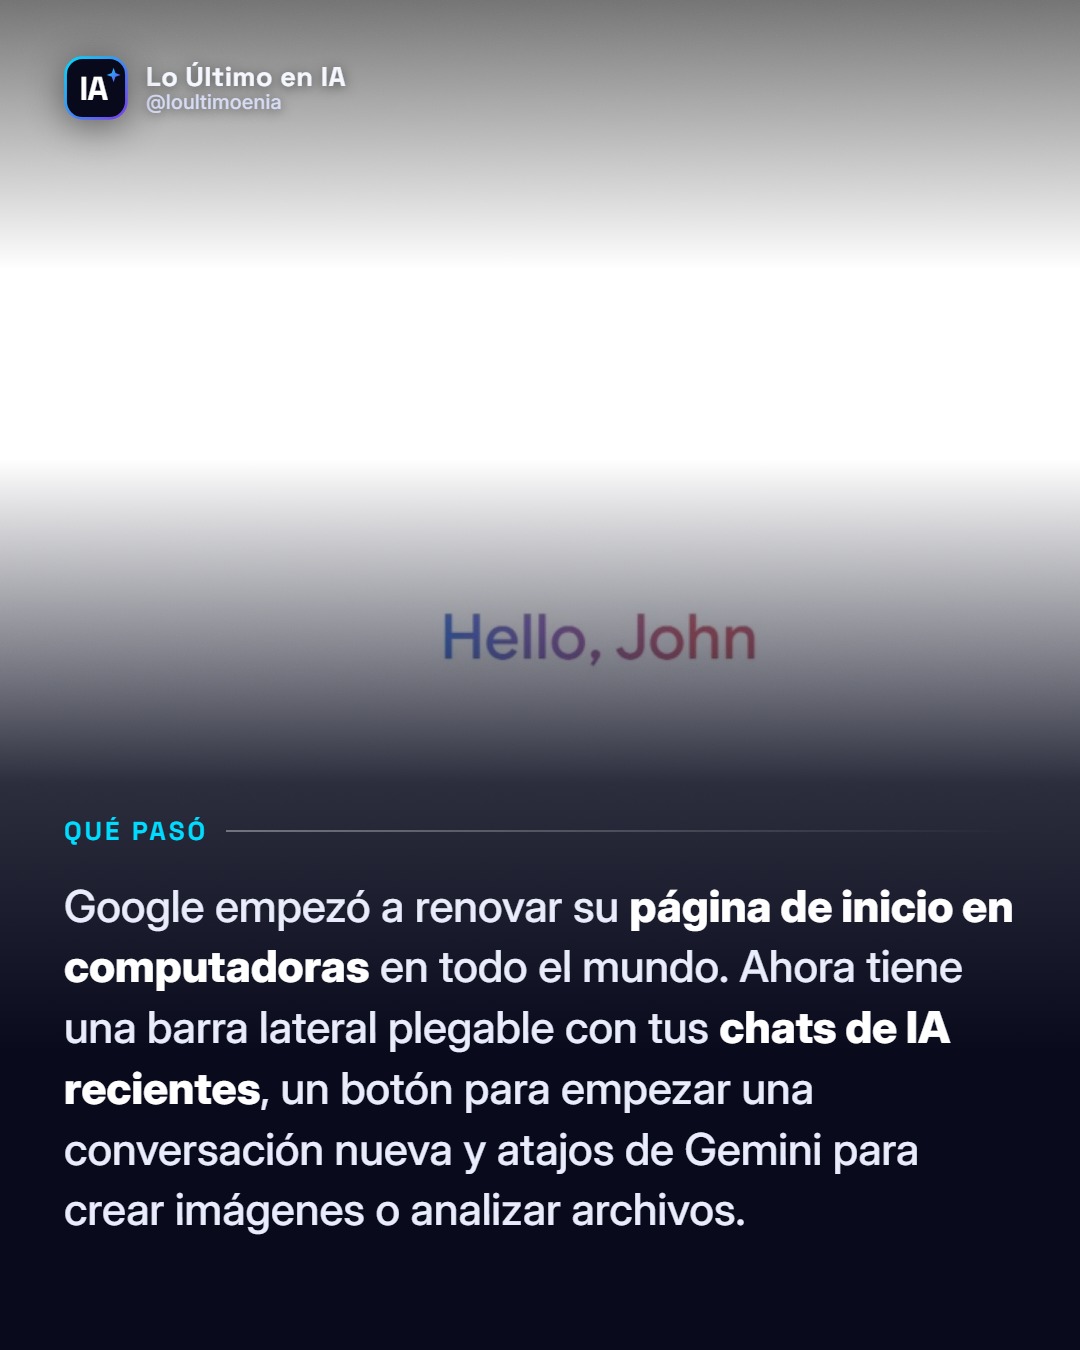 IA
Lo Último en IA
@loultimoenia
Hello, John
QUÉ PASÓ
Google empezó a renovar su página de inicio en
computadoras en todo el mundo. Ahora tiene
una barra lateral plegable con tus chats de IA
recientes, un botón para empezar una
conversación nueva y atajos de Gemini para
crear imágenes o analizar archivos.